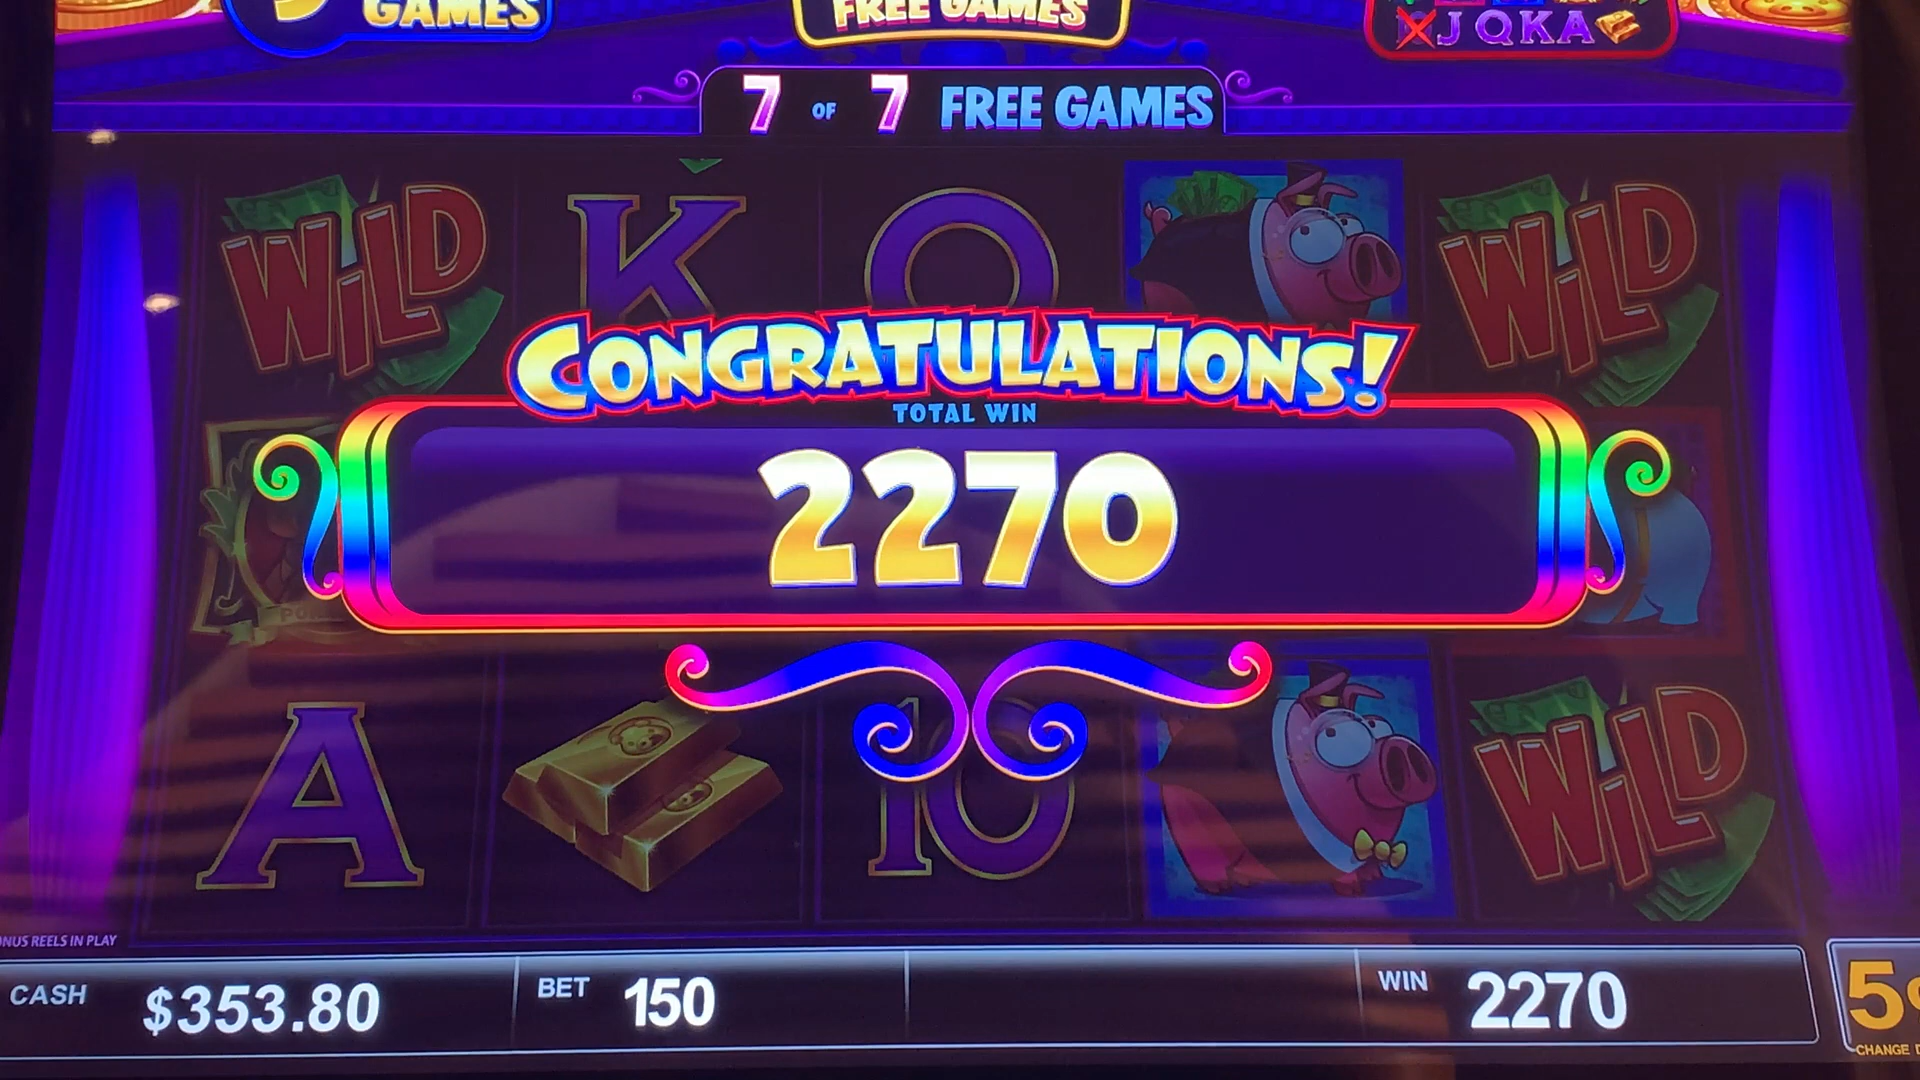 GAMES
FREE GAMES
J Q K A
7 OF 7 FREE GAMES
WILD
K
Q
WILD
CONGRATULATIONS!
TOTAL WIN
2270
A
10
WILD
BONUS REELS IN PLAY
CASH $353.80
BET 150
WIN 2270
5¢
CHANGE